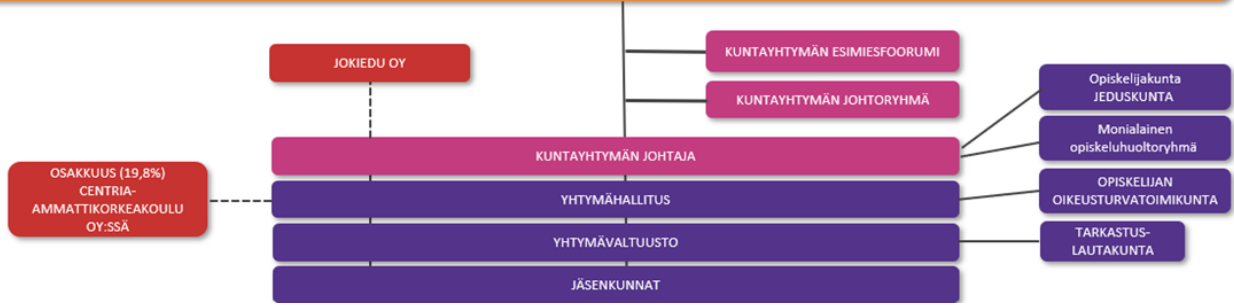 JOKIEDU OY
KUNTAYHTYMÄN ESIMIESFOORUMI
KUNTAYHTYMÄN JOHTORYHMÄ
Opiskelijakunta
JEDUSKUNTA
Monialainen
opiskeluhuoltoryhmä
KUNTAYHTYMÄN JOHTAJA
OSAKKUUS (19,8%)
CENTRIA-
AMMATTIKORKEAKOULU
OY:SSÄ
YHTYMÄHALLITUS
OPISKELIJAN
OIKEUSTURVATOIMIKUNTA
YHTYMÄVALTUUSTO
TARKASTUS-
LAUTAKUNTA
JÄSENKUNNAT